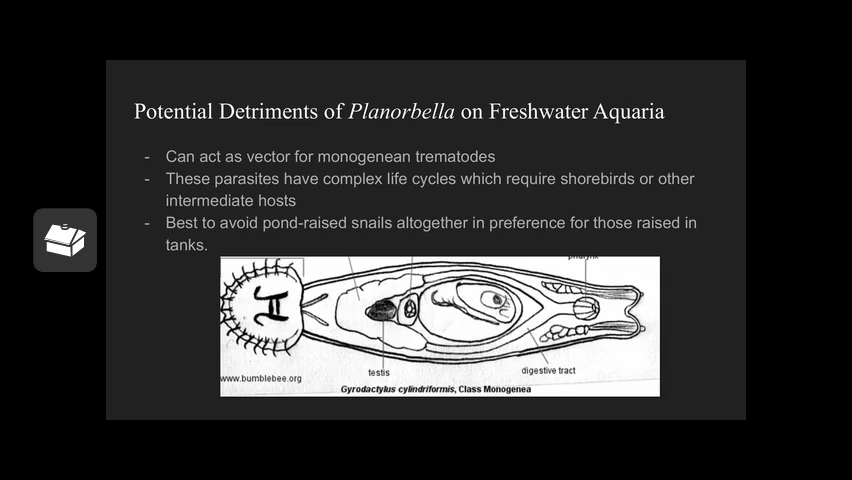 Potential Detriments of Planorbella on Freshwater Aquaria
- Can act as vector for monogenean trematodes
- These parasites have complex life cycles which require shorebirds or other
intermediate hosts
- Best to avoid pond-raised snails altogether in preference for those raised in
tanks.
pharynx
testis
digestive tract
www.bumblebee.org
Gyrodactylus cylindriformis, Class Monogenea